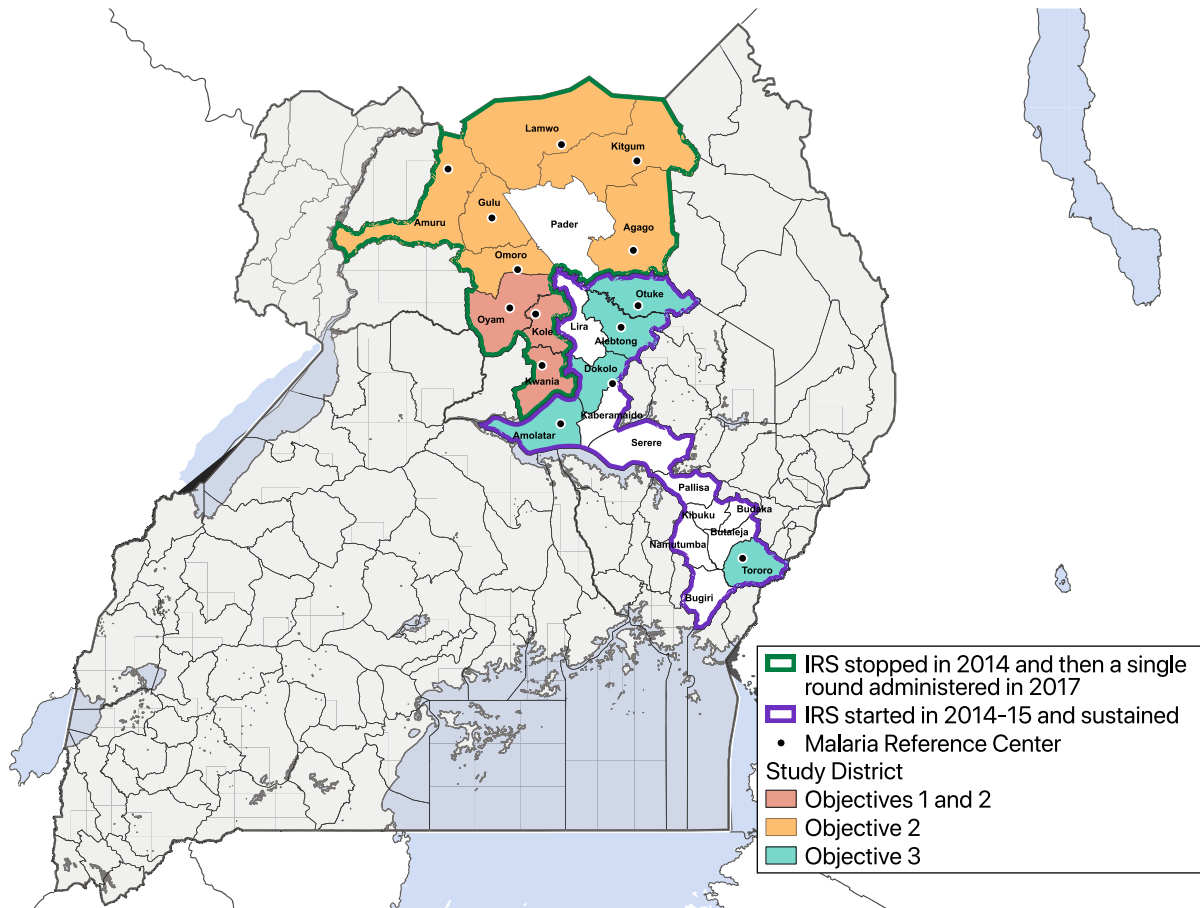 Lamwo
Kitgum
Gulu
Amuru
Pader
Agago
Omoro
Otuke
Oyam
Kole
Lira
Alebtong
Dokolo
Kwania
Kaberamaido
Amolatar
Serere
Pallisa
Kibuku
Budaka
Butaleja
Namutumba
Tororo
Bugiri
IRS stopped in 2014 and then a single
round administered in 2017
IRS started in 2014-15 and sustained
Malaria Reference Center
Study District
Objectives 1 and 2
Objective 2
Objective 3